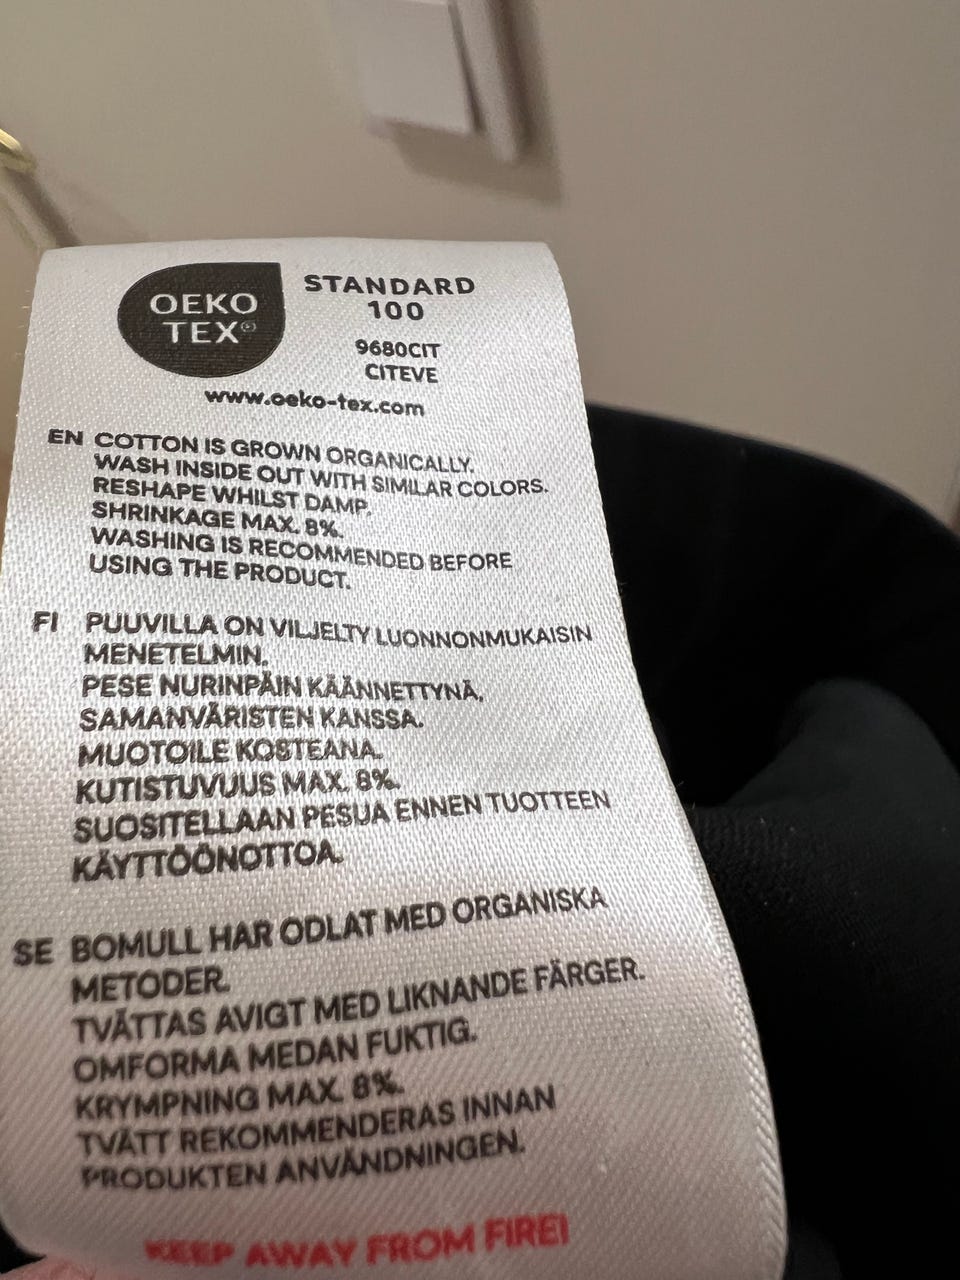 OEKO
TEX®
STANDARD
100
9680CIT
CITEVE
www.oeko-tex.com
EN COTTON IS GROWN ORGANICALLY.
WASH INSIDE OUT WITH SIMILAR COLORS.
RESHAPE WHILST DAMP.
SHRINKAGE MAX. 8%.
WASHING IS RECOMMENDED BEFORE
USING THE PRODUCT.
FI PUUVILLA ON VILJELTY LUONNONMUKAISIN
MENETELMIN.
PESE NURINPÄIN KÄÄNNETTYNÄ,
SAMANVÄRISTEN KANSSA.
MUOTOILE KOSTEANA.
KUTISTUVUUS MAX. 8%.
SUOSITELLAAN PESUA ENNEN TUOTTEEN
KÄYTTÖÖNOTTOA.
SE BOMULL HAR ODLAT MED ORGANISKA
METODER.
TVÄTTAS AVIGT MED LIKNANDE FÄRGER.
OMFORMA MEDAN FUKTIG.
KRYMPNING MAX. 8%.
TVÄTT REKOMMENDERAS INNAN
PRODUKTEN ANVÄNDNINGEN.
KEEP AWAY FROM FIRE!